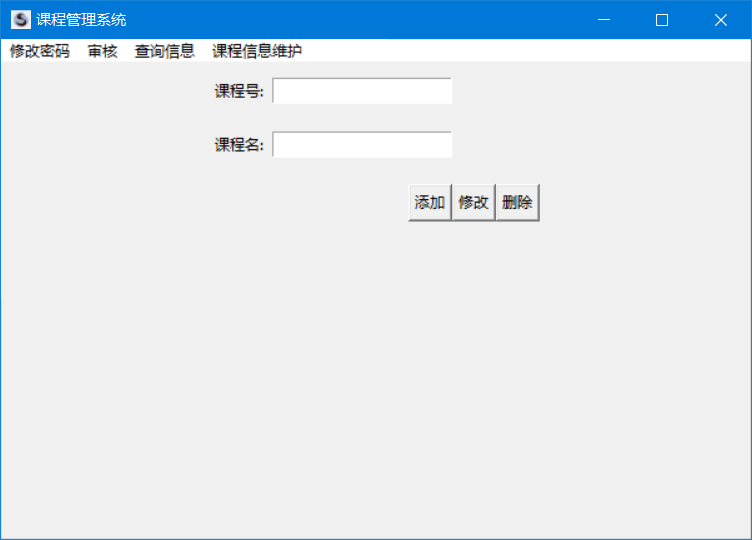 课程管理系统
修改密码 审核 查询信息 课程信息维护
课程号:
课程名:
添加 修改 删除